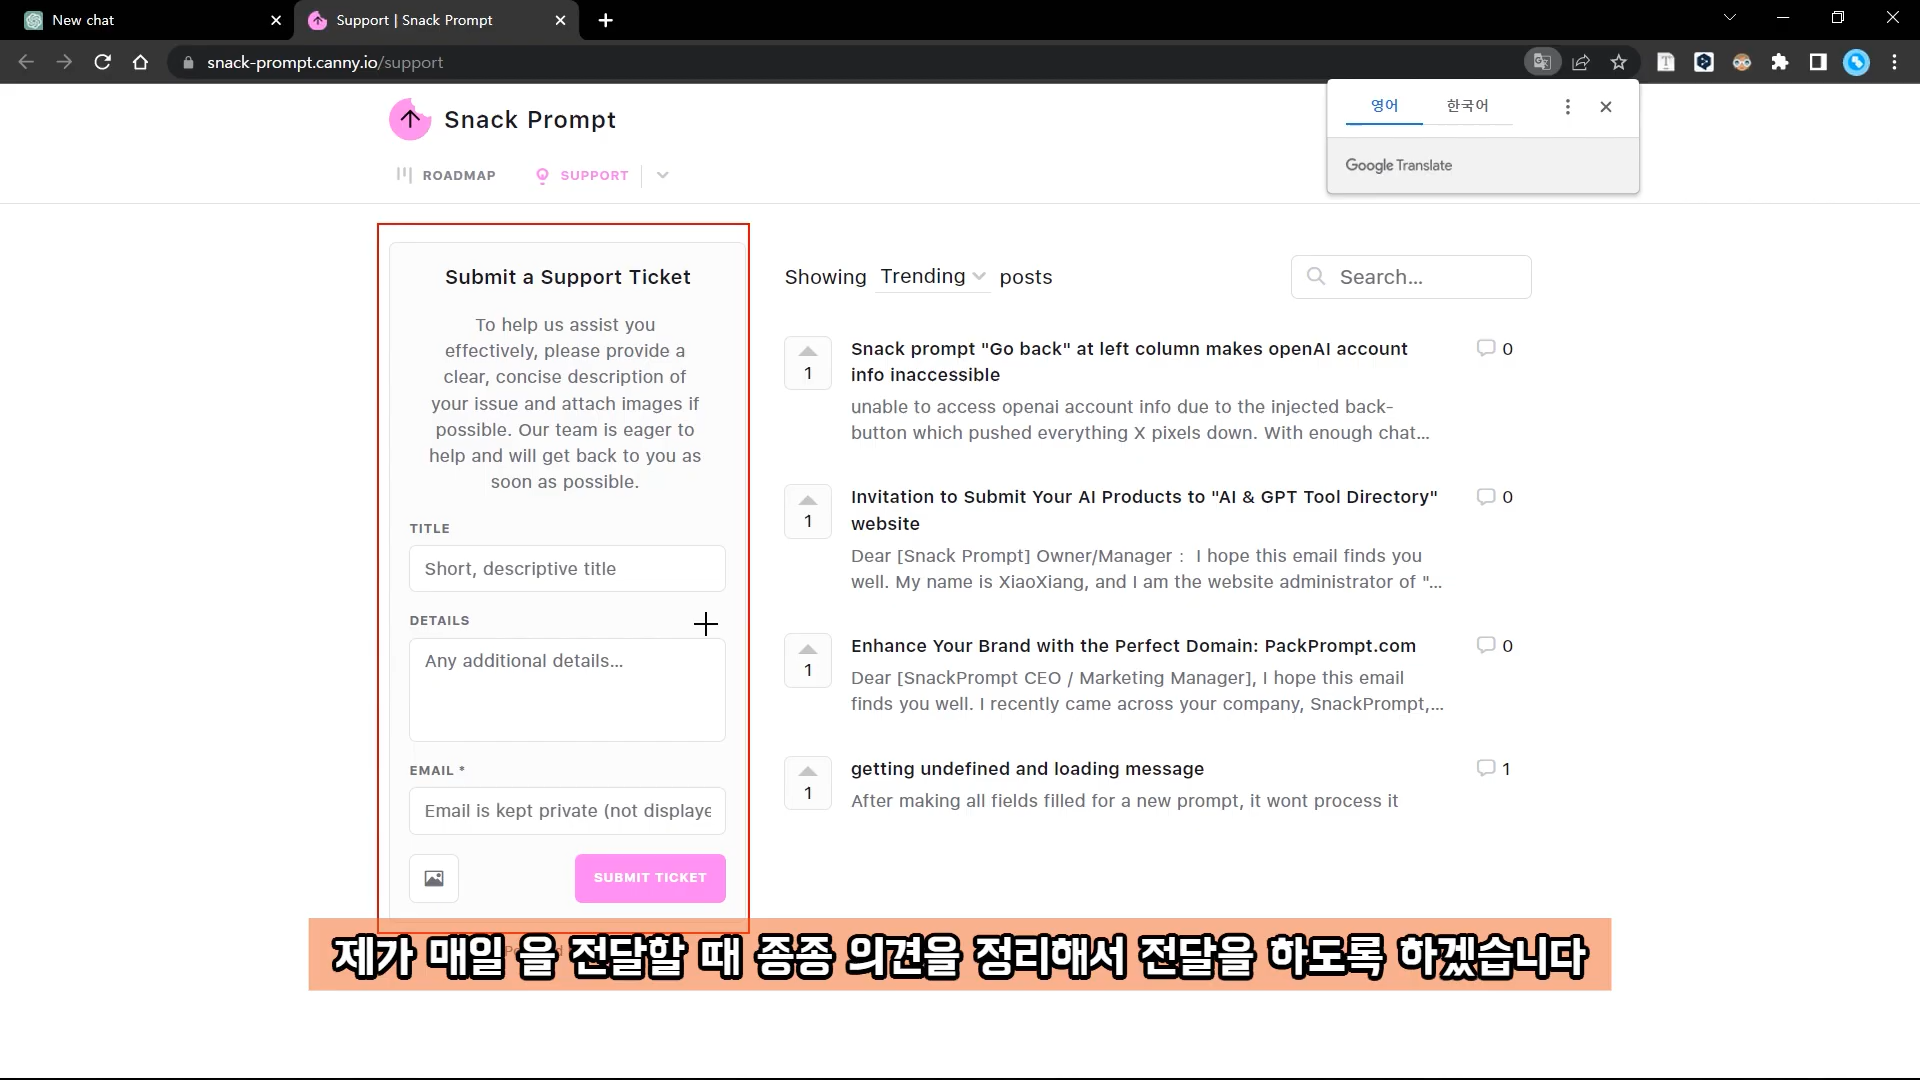 New chat
Support | Snack Prompt
snack-prompt.canny.io/support
영어
한국어
Google Translate
Snack Prompt
ROADMAP
SUPPORT
Submit a Support Ticket
To help us assist you
effectively, please provide a
clear, concise description of
your issue and attach images if
possible. Our team is eager to
help and will get back to you as
soon as possible.
TITLE
Short, descriptive title
DETAILS
Any additional details...
EMAIL *
Email is kept private (not displaye
SUBMIT TICKET
Showing Trending posts
Search...
1
Snack prompt "Go back" at left column makes openAI account
info inaccessible
0
unable to access openai account info due to the injected back-
button which pushed everything X pixels down. With enough chat...
1
Invitation to Submit Your AI Products to "AI & GPT Tool Directory"
website
0
Dear [Snack Prompt] Owner/Manager： I hope this email finds you
well. My name is XiaoXiang, and I am the website administrator of "...
1
Enhance Your Brand with the Perfect Domain: PackPrompt.com
0
Dear [SnackPrompt CEO / Marketing Manager], I hope this email
finds you well. I recently came across your company, SnackPrompt,...
1
getting undefined and loading message
1
After making all fields filled for a new prompt, it wont process it
제가 매일 을 전달할 때 종종 의견을 정리해서 전달을 하도록 하겠습니다